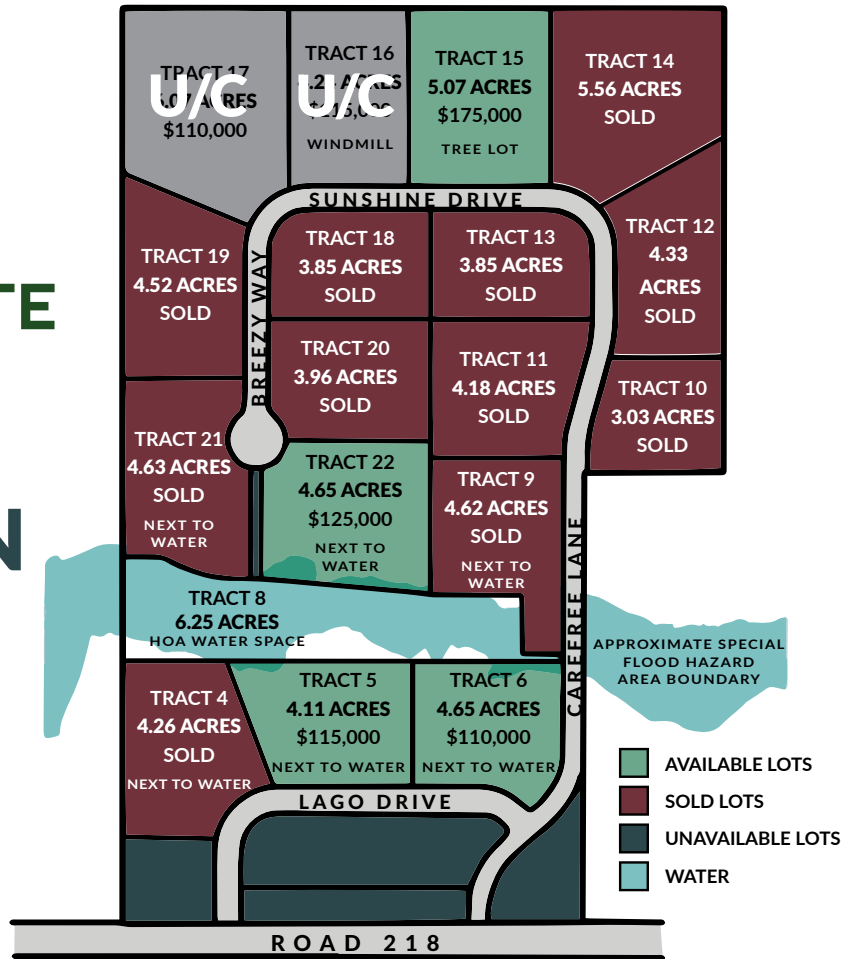 TRACT 17
U/C
ACRES
$110,000
TRACT 16
U/C
ACRES
WINDMILL
TRACT 15
5.07 ACRES
$175,000
TREE LOT
TRACT 14
5.56 ACRES
SOLD
SUNSHINE DRIVE
TRACT 19
4.52 ACRES
SOLD
BREEZY WAY
TRACT 18
3.85 ACRES
SOLD
TRACT 13
3.85 ACRES
SOLD
TRACT 12
4.33
ACRES
SOLD
TE
TRACT 20
3.96 ACRES
SOLD
TRACT 11
4.18 ACRES
SOLD
TRACT 10
3.03 ACRES
SOLD
TRACT 21
4.63 ACRES
SOLD
NEXT TO
WATER
TRACT 22
4.65 ACRES
$125,000
NEXT TO
WATER
TRACT 9
4.62 ACRES
SOLD
NEXT TO
WATER
CAREFREE LANE
N
TRACT 8
6.25 ACRES
HOA WATER SPACE
APPROXIMATE SPECIAL
FLOOD HAZARD
AREA BOUNDARY
TRACT 4
4.26 ACRES
SOLD
NEXT TO WATER
TRACT 5
4.11 ACRES
$115,000
NEXT TO WATER
TRACT 6
4.65 ACRES
$110,000
NEXT TO WATER
LAGO DRIVE
AVAILABLE LOTS
SOLD LOTS
UNAVAILABLE LOTS
WATER
ROAD 218